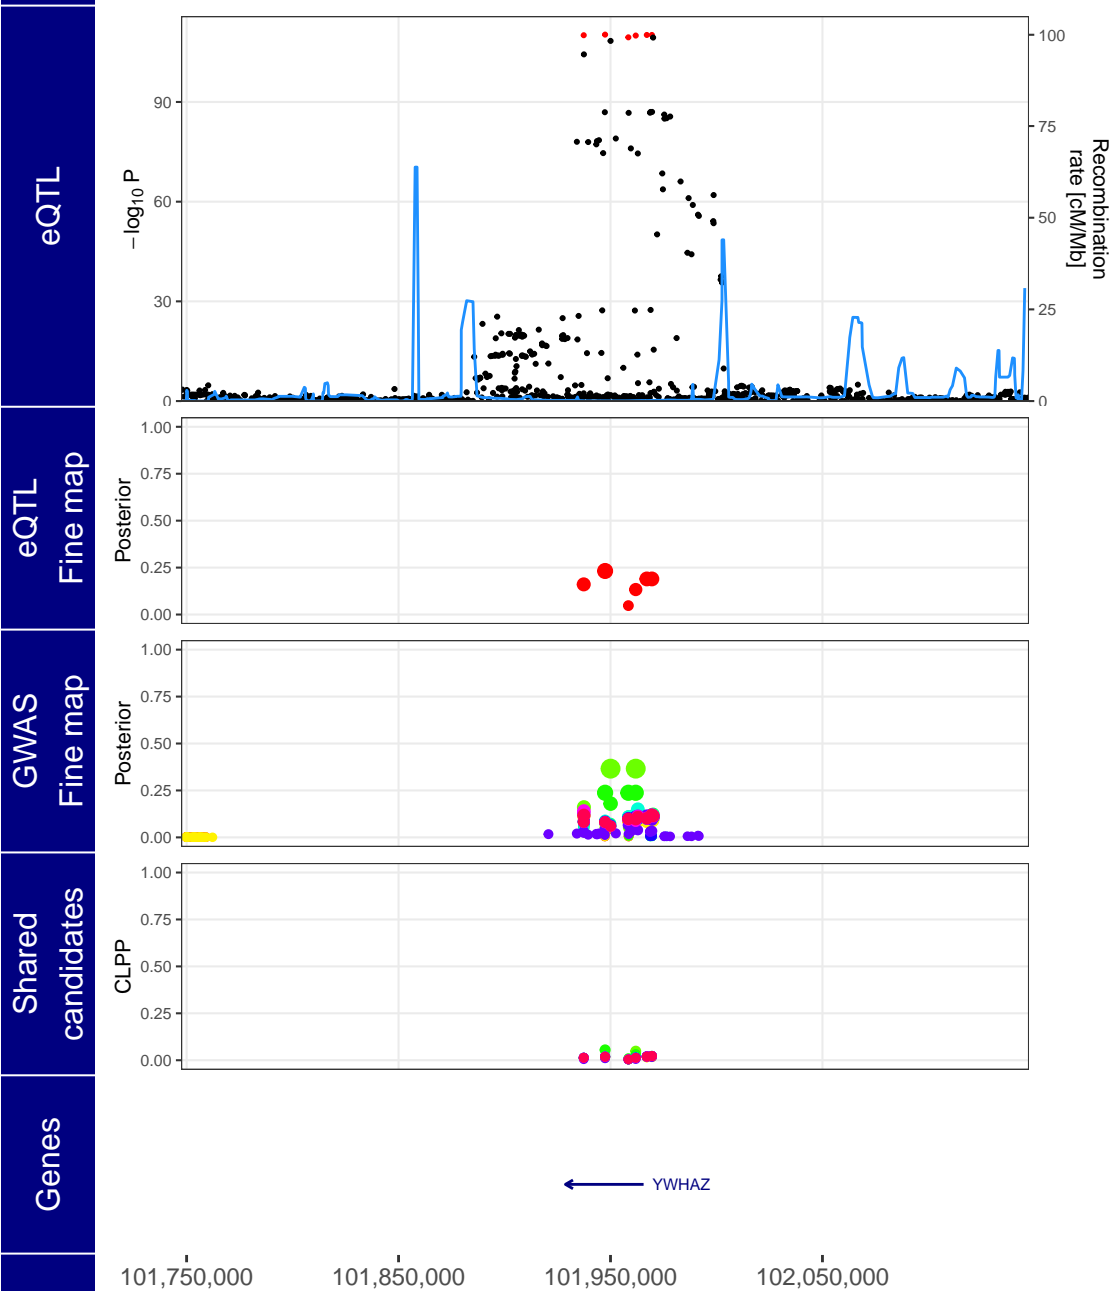 eQTL
− log10 P
90
60
30
0
100
75
50
25
0
Recombination
rate [cM/Mb]
eQTL
Fine map
Posterior
1.00
0.75
0.50
0.25
0.00
GWAS
Fine map
Posterior
1.00
0.75
0.50
0.25
0.00
Shared
candidates
CLPP
1.00
0.75
0.50
0.25
0.00
Genes
YWHAZ
101,750,000
101,850,000
101,950,000
102,050,000